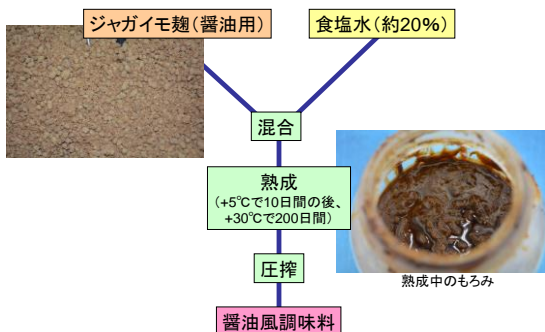 ジャガイモ麹(醤油用)
食塩水(約20%)
混合
熟成
(+5℃で10日間の後、
+30℃で200日間)
熟成中のもろみ
圧搾
醤油風調味料